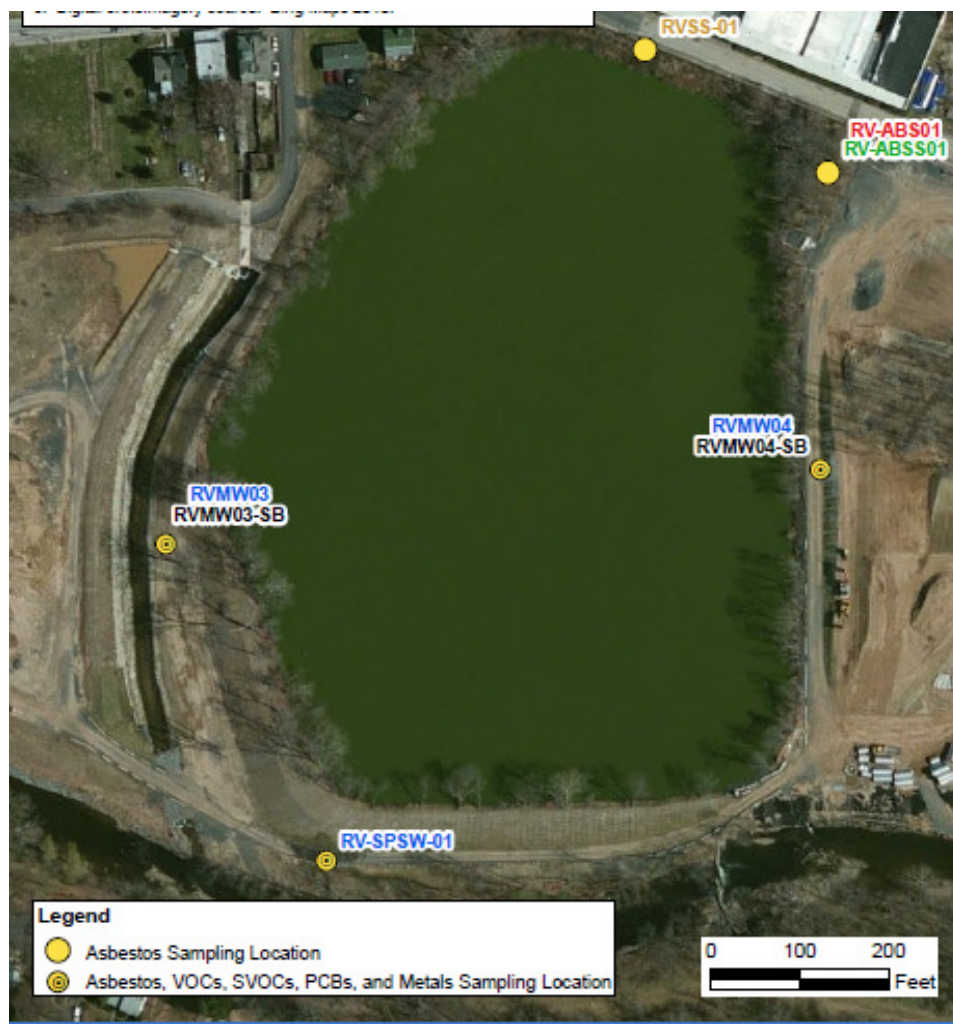 RVSS-01
RV-ABS01
RV-ABSS01
RVMW04
RVMW04-SB
RVMW03
RVMW03-SB
RV-SPSW-01
Legend
Asbestos Sampling Location
Asbestos, VOCs, SVOCs, PCBs, and Metals Sampling Location
0 100 200
Feet